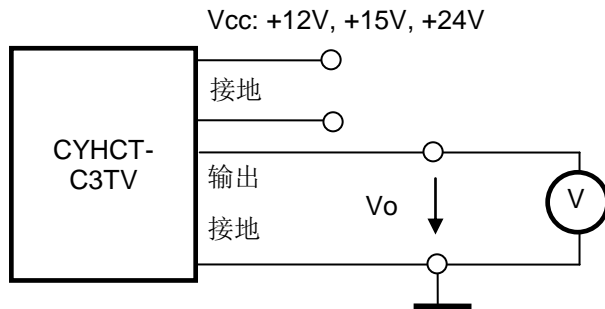 Vcc: +12V, +15V, +24V
接地
CYHCT-
C3TV
输出
Vo
V
接地